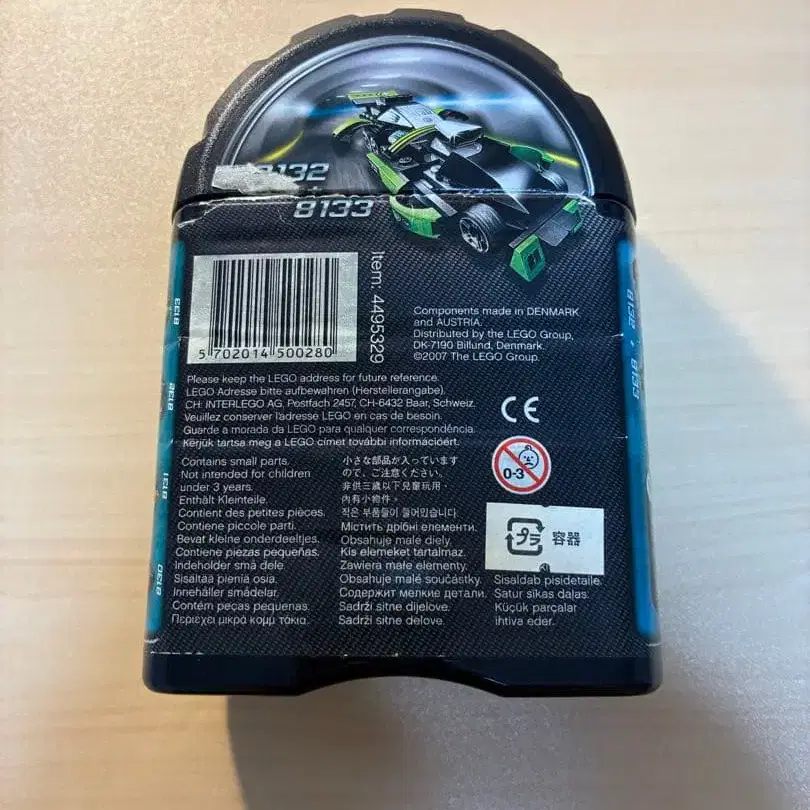 8132
+
8133
Item: 4495329
5 702014 500280
Components made in DENMARK
and AUSTRIA.
Distributed by the LEGO Group,
DK-7190 Billund, Denmark.
©2007 The LEGO Group.
Please keep the LEGO address for future reference.
LEGO Adresse bitte aufbewahren (Herstellerangabe).
CH: INTERLEGO AG, Postfach 2457, CH-6432 Baar, Schweiz.
Veuillez conserver l'adresse LEGO en cas de besoin.
Guarde a morada da LEGO para qualquer correspondência.
Kérjük tartsa meg a LEGO címet további információért.
CE
0-3
Contains small parts.
Not intended for children
under 3 years.
Enthält Kleinteile.
Contient des petites pièces.
Contiene piccole parti.
Bevat kleine onderdeeltjes.
Contiene piezas pequeñas.
Indeholder små dele.
Sisältää pieniä osia.
Innehåller smådelar.
Contém peças pequenas.
Περιεχει μικρά κομμ τάκια.
小さな部品が入っています
ので、ご注意ください。
非供三歲以下兒童玩用,
內有小物件。
작은 부품들이 들어있습니다.
Містить дрібні елементи.
Obsahuje malé diely.
Kis elemeket tartalmaz.
Zawiera małe elementy.
Obsahuje malé součástky.
Содержит мелкие детали.
Sadrži sitne dijelove.
Sadrži sitne delove.
プラ
容器
Sisaldab pisidetaile.
Satur sīkas daļas.
Küçük parçalar
ihtiva eder.
8133
8132
8131
8130
8132 + 8133